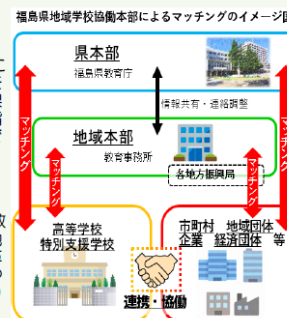 福島県地域学校協働本部によるマッチングのイメージ図
県本部
福島県教育庁
情報共有・連絡調整
地域本部
教育事務所
各地方振興局
マッチング
マッチング
マッチング
マッチング
高等学校
特別支援学校
市町村　地域団体
企業　経済団体　等
連携・協働